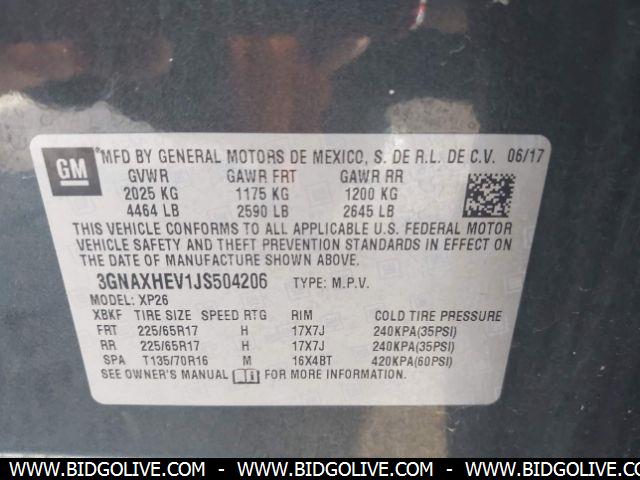 GM
®MFD BY GENERAL MOTORS DE MEXICO, S. DE R.L. DE C.V. 06/17
GVWR GAWR FRT GAWR RR
2025 KG 1175 KG 1200 KG
4464 LB 2590 LB 2645 LB
THIS VEHICLE CONFORMS TO ALL APPLICABLE U.S. FEDERAL MOTOR
VEHICLE SAFETY AND THEFT PREVENTION STANDARDS IN EFFECT ON
THE DATE OF MANUFACTURE SHOWN ABOVE.
3GNAXHEV1JS504206 TYPE: M.P.V.
MODEL: XP26
XBKF TIRE SIZE SPEED RTG RIM COLD TIRE PRESSURE
FRT 225/65R17 H 17X7J 240KPA(35PSI)
RR 225/65R17 H 17X7J 240KPA(35PSI)
SPA T135/70R16 M 16X4BT 420KPA(60PSI)
SEE OWNER'S MANUAL FOR MORE INFORMATION
WWW.BIDGOLIVE.COM - WWW.BIDGOLIVE.COM - WWW.BIDGOLIVE.COM